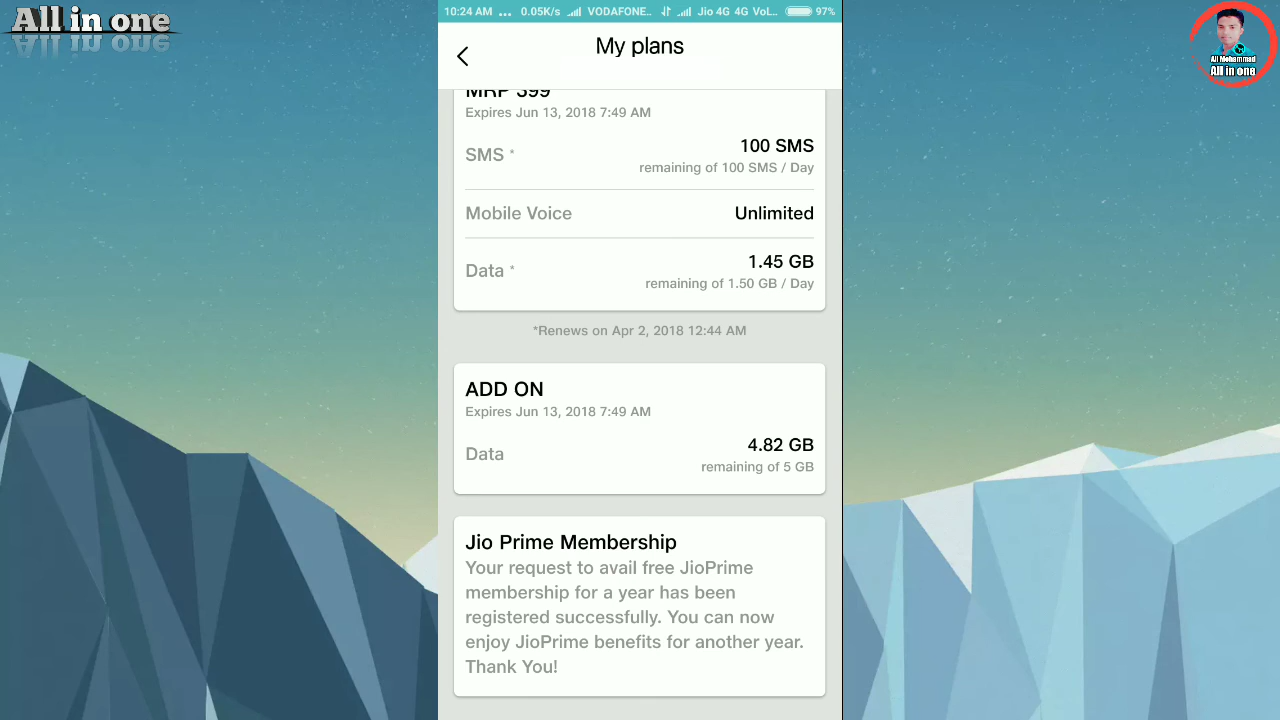 All in one
10:24 AM ... 0.05K/s VODAFONE... Jio 4G 4G VoL... 97%
My plans
MRP 399
Expires Jun 13, 2018 7:49 AM
SMS *
100 SMS
remaining of 100 SMS / Day
Mobile Voice
Unlimited
Data *
1.45 GB
remaining of 1.50 GB / Day
*Renews on Apr 2, 2018 12:44 AM
ADD ON
Expires Jun 13, 2018 7:49 AM
Data
4.82 GB
remaining of 5 GB
Jio Prime Membership
Your request to avail free JioPrime
membership for a year has been
registered successfully. You can now
enjoy JioPrime benefits for another year.
Thank You!
Ali Mohammad
All in one